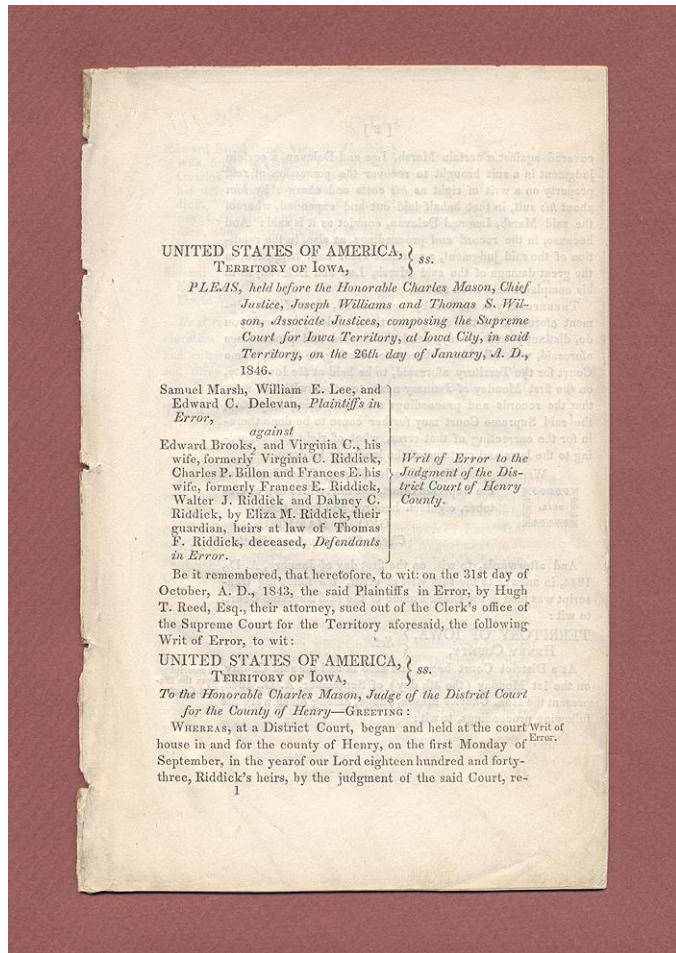 UNITED STATES OF AMERICA, } ss.
TERRITORY OF IOWA,
PLEAS, held before the Honorable Charles Mason, Chief
Justice, Joseph Williams and Thomas S. Wil-
son, Associate Justices, composing the Supreme
Court for Iowa Territory, at Iowa City, in said
Territory, on the 26th day of January, A. D.,
1846.
Samuel Marsh, William E. Lee, and
Edward C. Delevan, Plaintiffs in
Error,
against
Edward Brooks, and Virginia C., his
wife, formerly Virginia C. Riddick,
Charles P. Billon and Frances E. his
wife, formerly Frances E. Riddick,
Walter J. Riddick and Dabney C.
Riddick, by Eliza M. Riddick, their
guardian, heirs at law of Thomas
F. Riddick, deceased, Defendants
in Error.
Writ of Error to the
Judgment of the Dis-
trict Court of Henry
County.
Be it remembered, that heretofore, to wit: on the 31st day of
October, A. D., 1843, the said Plaintiffs in Error, by Hugh
T. Reed, Esq., their attorney, sued out of the Clerk's office of
the Supreme Court for the Territory aforesaid, the following
Writ of Error, to wit:
UNITED STATES OF AMERICA, } ss.
TERRITORY OF IOWA,
To the Honorable Charles Mason, Judge of the District Court
for the County of Henry—GREETING:
WHEREAS, at a District Court, began and held at the court
house in and for the county of Henry, on the first Monday of
September, in the yearof our Lord eighteen hundred and forty-
three, Riddick's heirs, by the judgment of the said Court, re-
Writ of
Error.
1